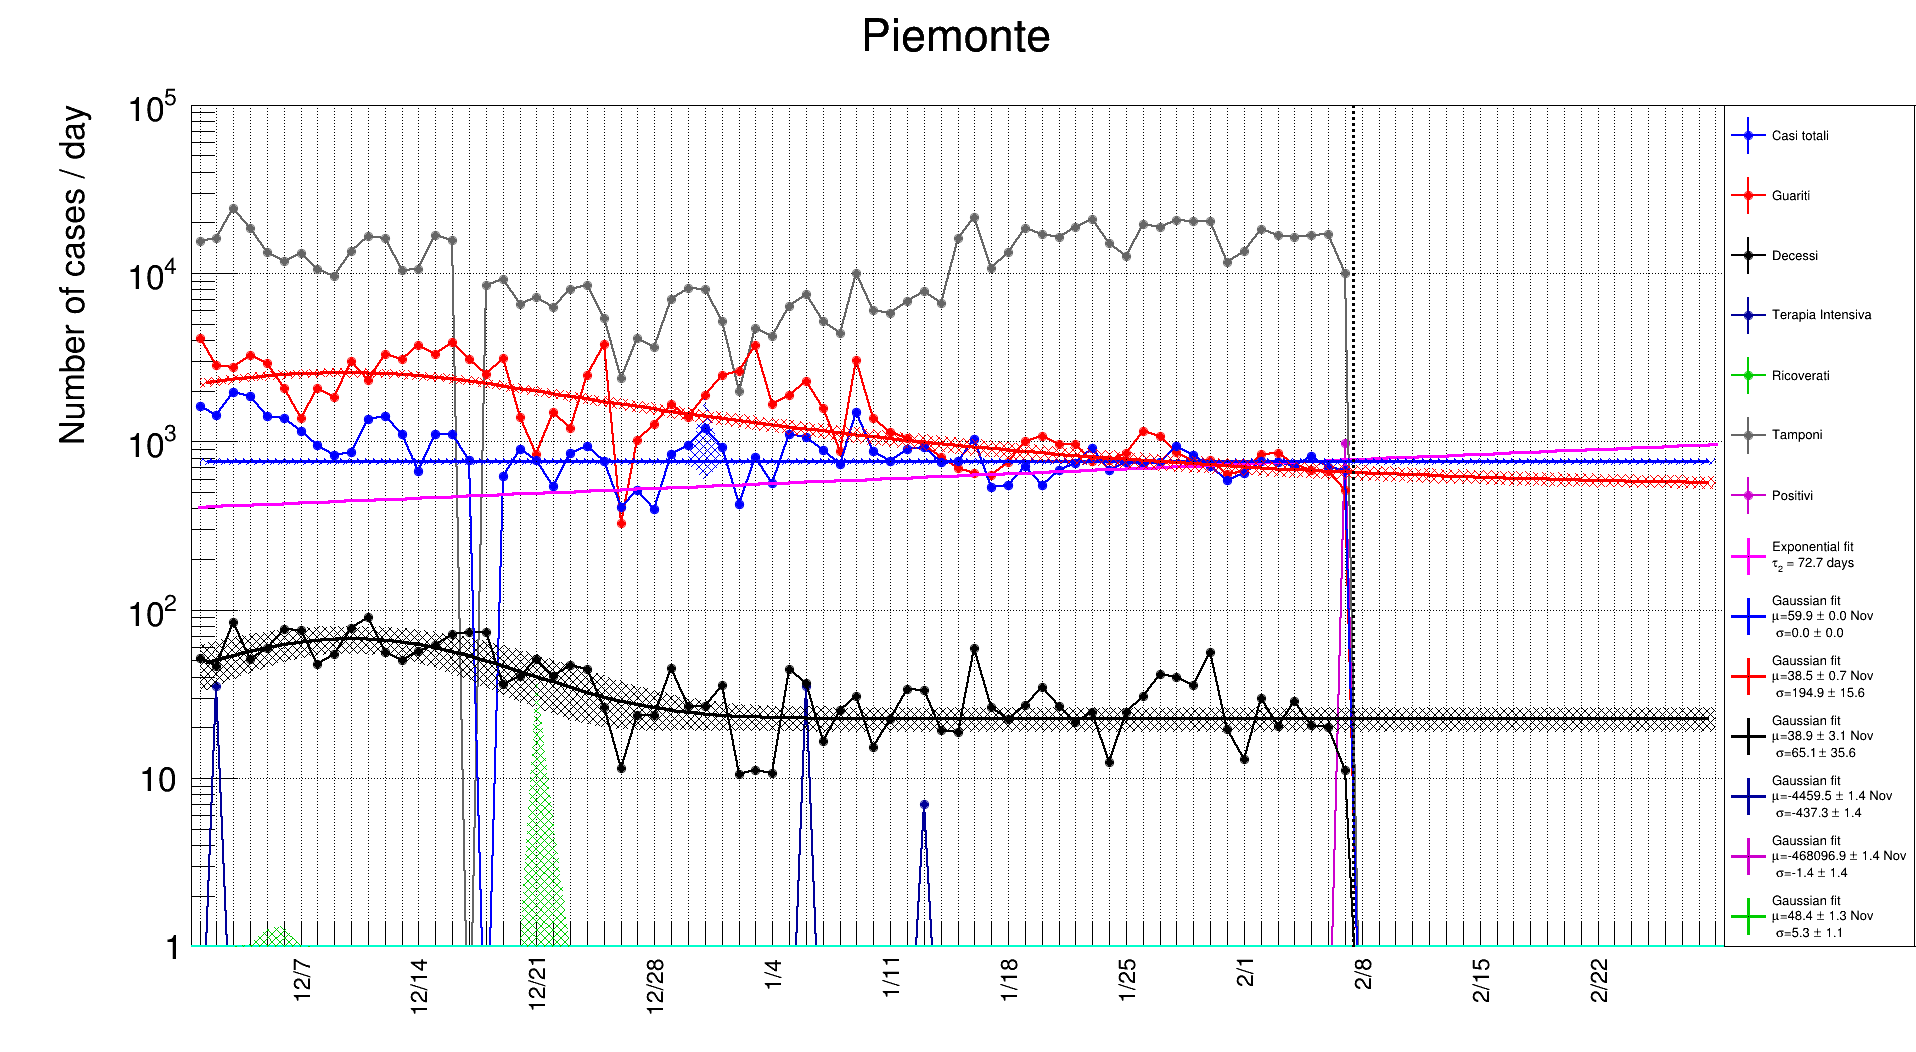 Piemonte
Number of cases / day
10^5
10^4
10^3
10^2
10
1
12/7
12/14
12/21
12/28
1/4
1/11
1/18
1/25
2/1
2/8
2/15
2/22
Casi totali
Guariti
Decessi
Terapia Intensiva
Ricoverati
Tamponi
Positivi
Exponential fit
τ₂ = 72.7 days
Gaussian fit
μ=59.9 ± 0.0 Nov
σ=0.0 ± 0.0
Gaussian fit
μ=38.5 ± 0.7 Nov
σ=194.9 ± 15.6
Gaussian fit
μ=38.9 ± 3.1 Nov
σ=65.1 ± 35.6
Gaussian fit
μ=-4459.5 ± 1.4 Nov
σ=-437.3 ± 1.4
Gaussian fit
μ=-468096.9 ± 1.4 Nov
σ=-1.4 ± 1.4
Gaussian fit
μ=48.4 ± 1.3 Nov
σ=5.3 ± 1.1